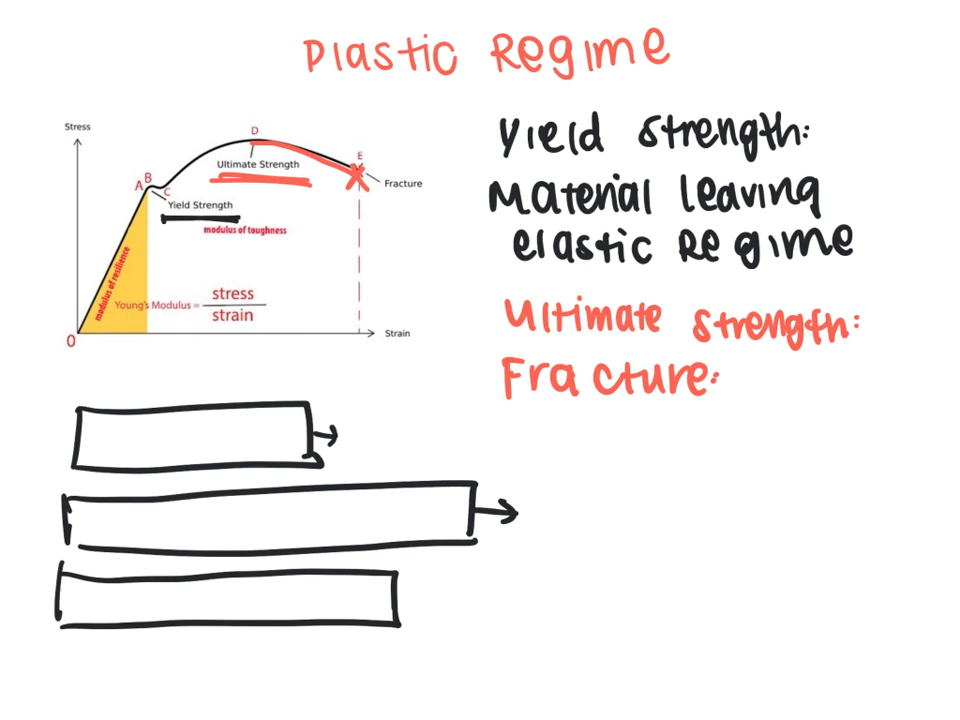 Plastic Regime
Stress
D
Ultimate Strength
E
Fracture
A
B
C
Yield Strength
modulus of toughness
modulus of resilience
Young's Modulus = stress
strain
O
Strain
Yield Strength:
Material leaving
elastic Regime
Ultimate strength:
Fracture: